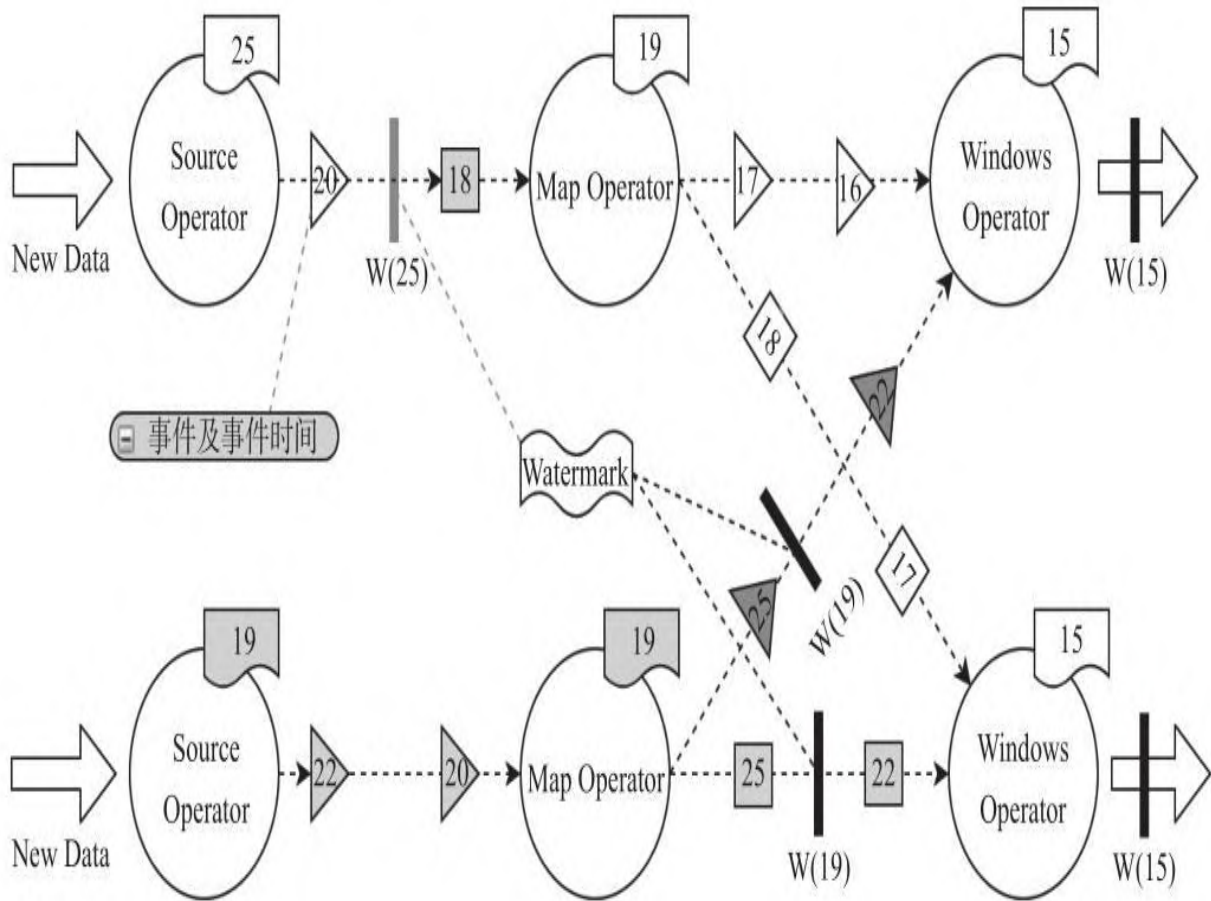 25
19
15
Source
Operator
20
18
Map Operator
17
16
Windows
Operator
New Data
W(25)
W(15)
18
22
事件及事件时间
Watermark
17
25
W(19)
19
19
15
Source
Operator
22
20
Map Operator
25
22
Windows
Operator
New Data
W(19)
W(15)